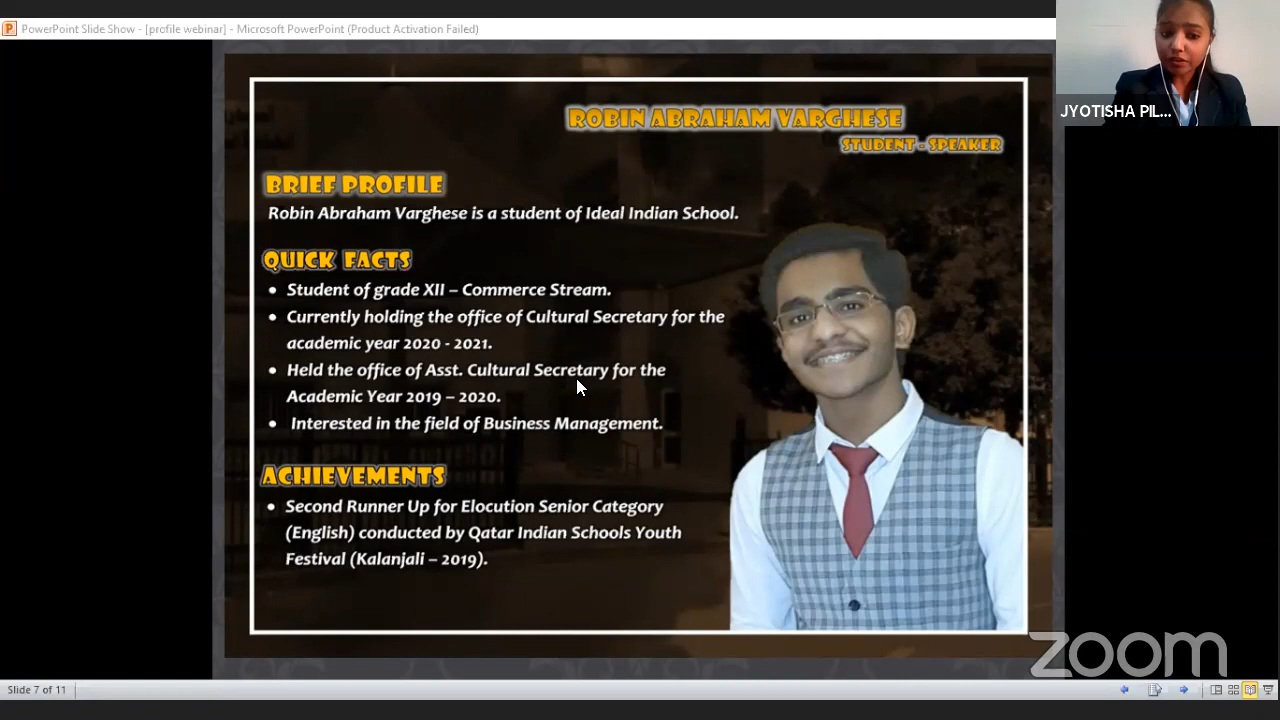 PowerPoint Slide Show - [profile webinar] - Microsoft PowerPoint (Product Activation Failed)
JYOTISHA PIL...
ROBIN ABRAHAM VARGHESE
STUDENT - SPEAKER
BRIEF PROFILE
Robin Abraham Varghese is a student of Ideal Indian School.
QUICK FACTS
• Student of grade XII – Commerce Stream.
• Currently holding the office of Cultural Secretary for the
academic year 2020 - 2021.
• Held the office of Asst. Cultural Secretary for the
Academic Year 2019 – 2020.
• Interested in the field of Business Management.
ACHIEVEMENTS
• Second Runner Up for Elocution Senior Category
(English) conducted by Qatar Indian Schools Youth
Festival (Kalanjali – 2019).
zoom
Slide 7 of 11